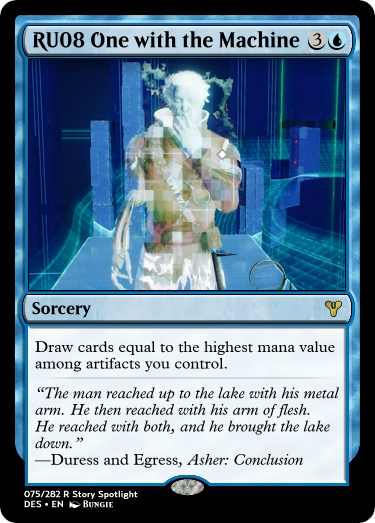 RU08 One with the Machine 3
Sorcery
Draw cards equal to the highest mana value
among artifacts you control.
“The man reached up to the lake with his metal
arm. He then reached with his arm of flesh.
He reached with both, and he brought the lake
down.”
—Duress and Egress, Asher: Conclusion
075/282 R Story Spotlight
DES • EN Bungie